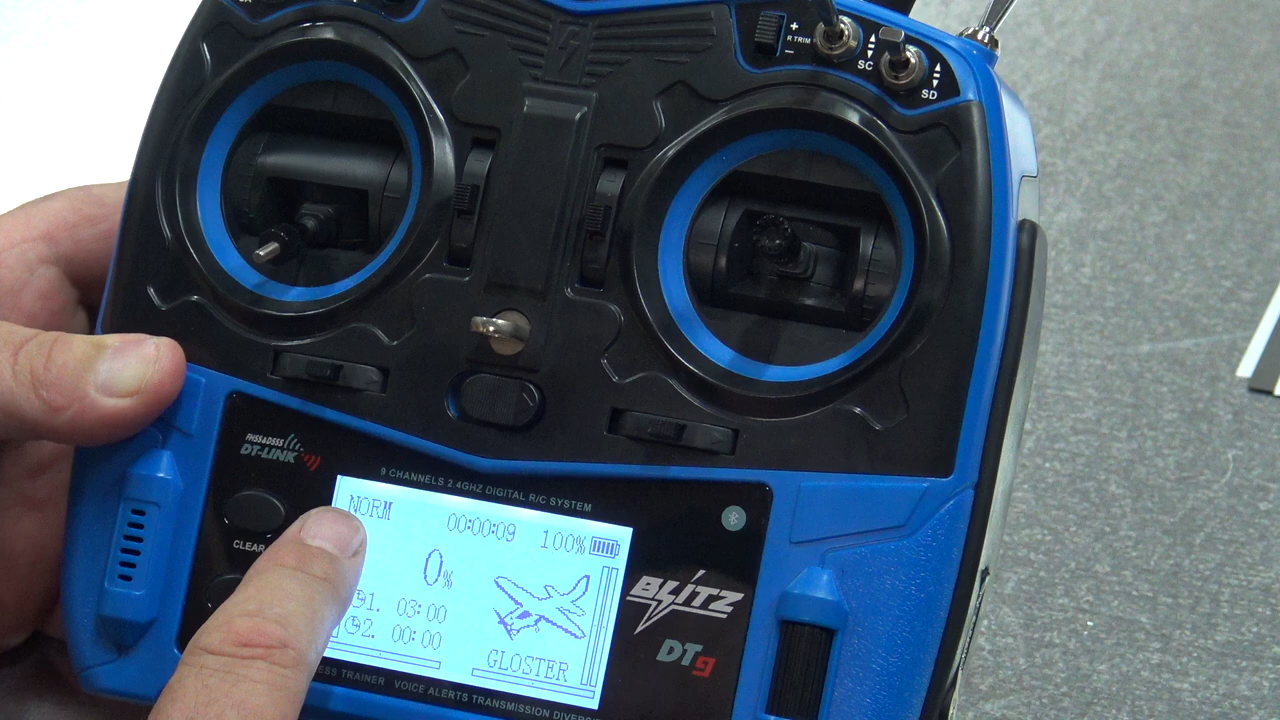 +
R TRIM
−
SC
SD
FHSS&DSSS
DT-LINK
9 CHANNELS 2.4GHZ DIGITAL R/C SYSTEM
CLEAR
NORM
00:00:09
100%
0%
1. 03:00
2. 00:00
GLOSTER
BLITZ
DT9
TRAINER VOICE ALERTS TRANSMISSION